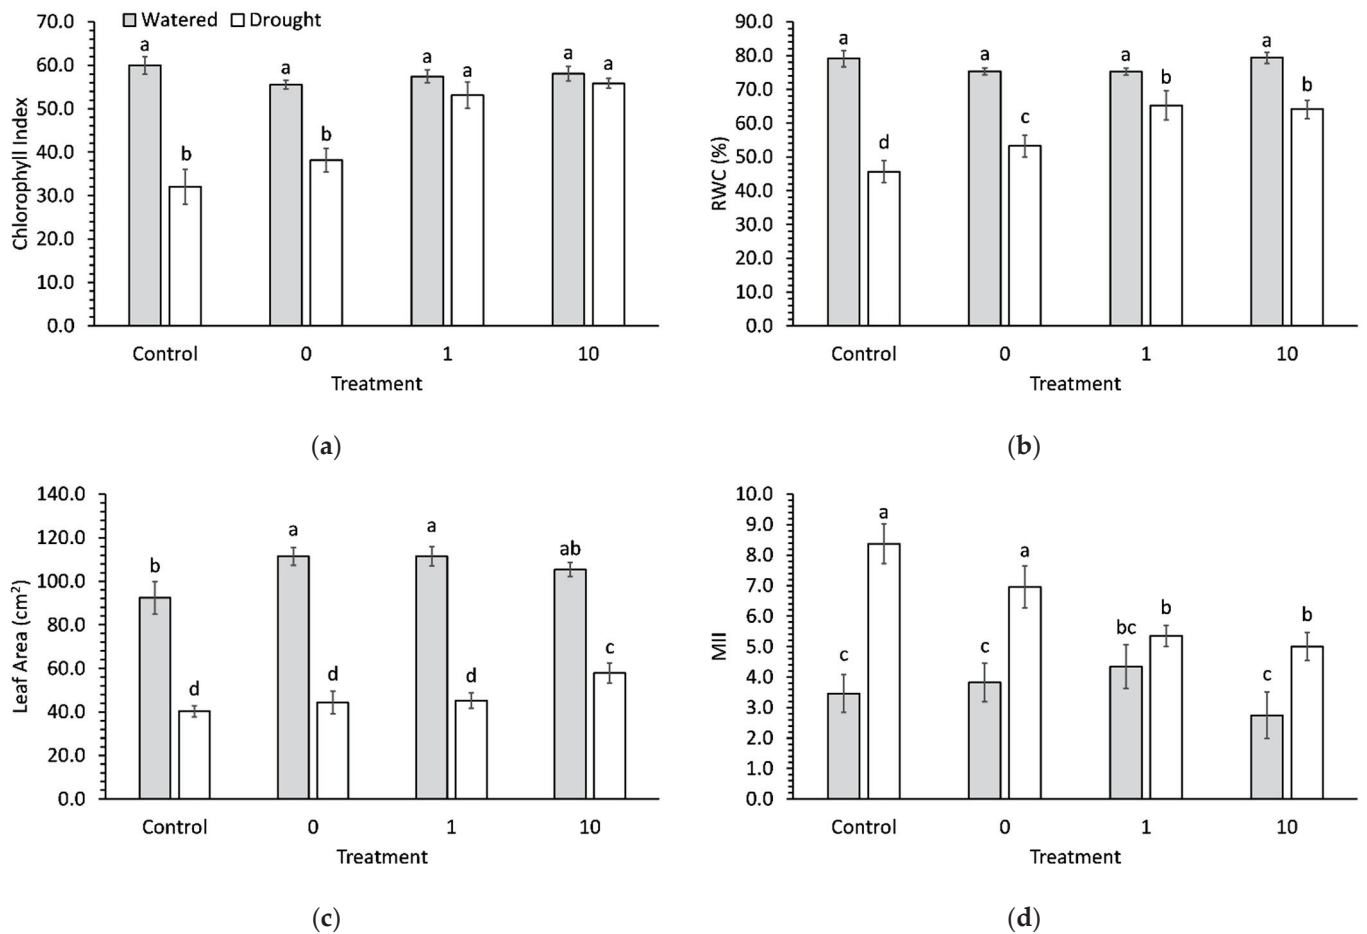 70.0
60.0
50.0
40.0
30.0
20.0
10.0
0.0
Chlorophyll Index
Watered Drought
a b a b a a a a
Control 0 1 10
Treatment
(a)
90.0
80.0
70.0
60.0
50.0
40.0
30.0
20.0
10.0
0.0
RWC (%)
a d a c a b a b
Control 0 1 10
Treatment
(b)
140.0
120.0
100.0
80.0
60.0
40.0
20.0
0.0
Leaf Area (cm²)
b d a d a d ab c
Control 0 1 10
Treatment
(c)
10.0
9.0
8.0
7.0
6.0
5.0
4.0
3.0
2.0
1.0
0.0
MII
c a c a bc b c b
Control 0 1 10
Treatment
(d)